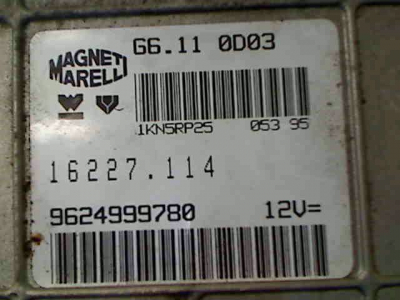 MAGNETI MARELLI
G6.11 0D03
1KN5RP25 053 95
16227.114
9624999780 12V=